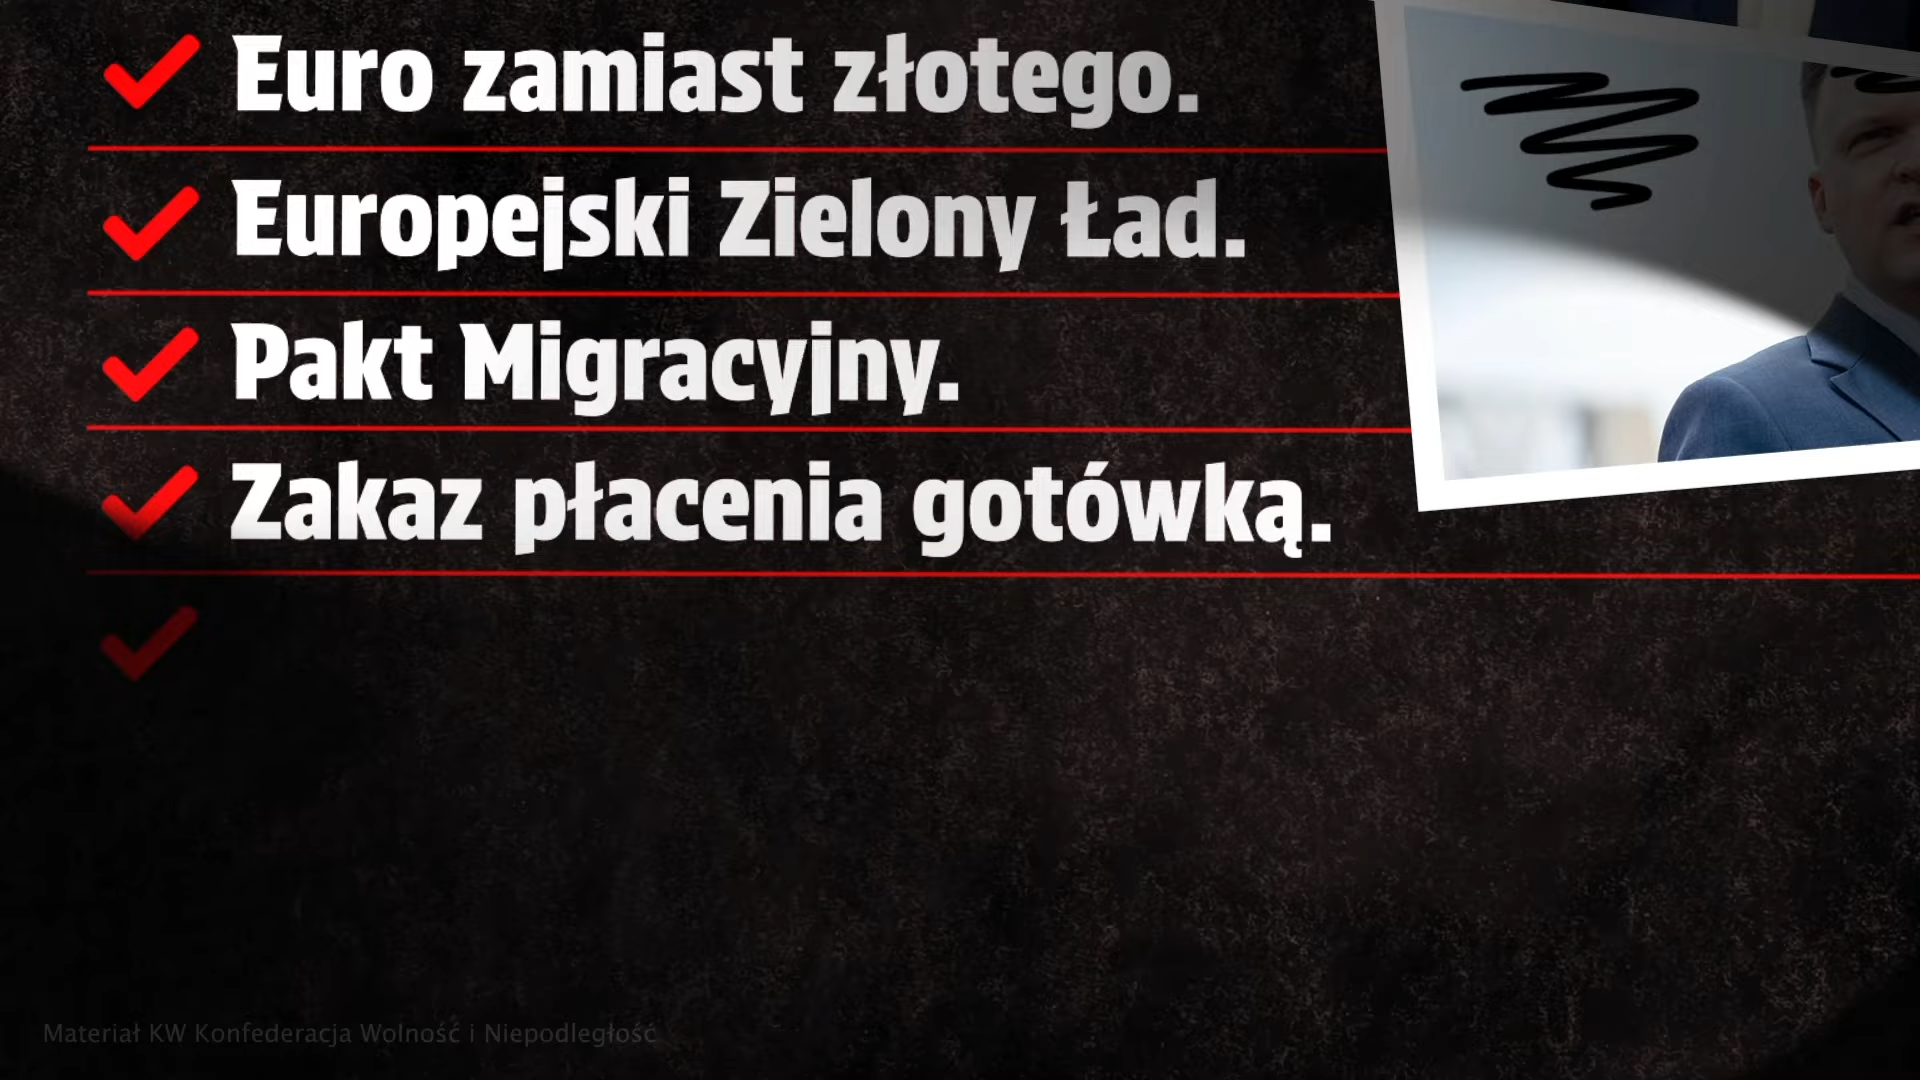 Euro zamiast złotego.
Europejski Zielony Ład.
Pakt Migracyjny.
Zakaz płacenia gotówką.
Materiał KW Konfederacja Wolność i Niepodległość